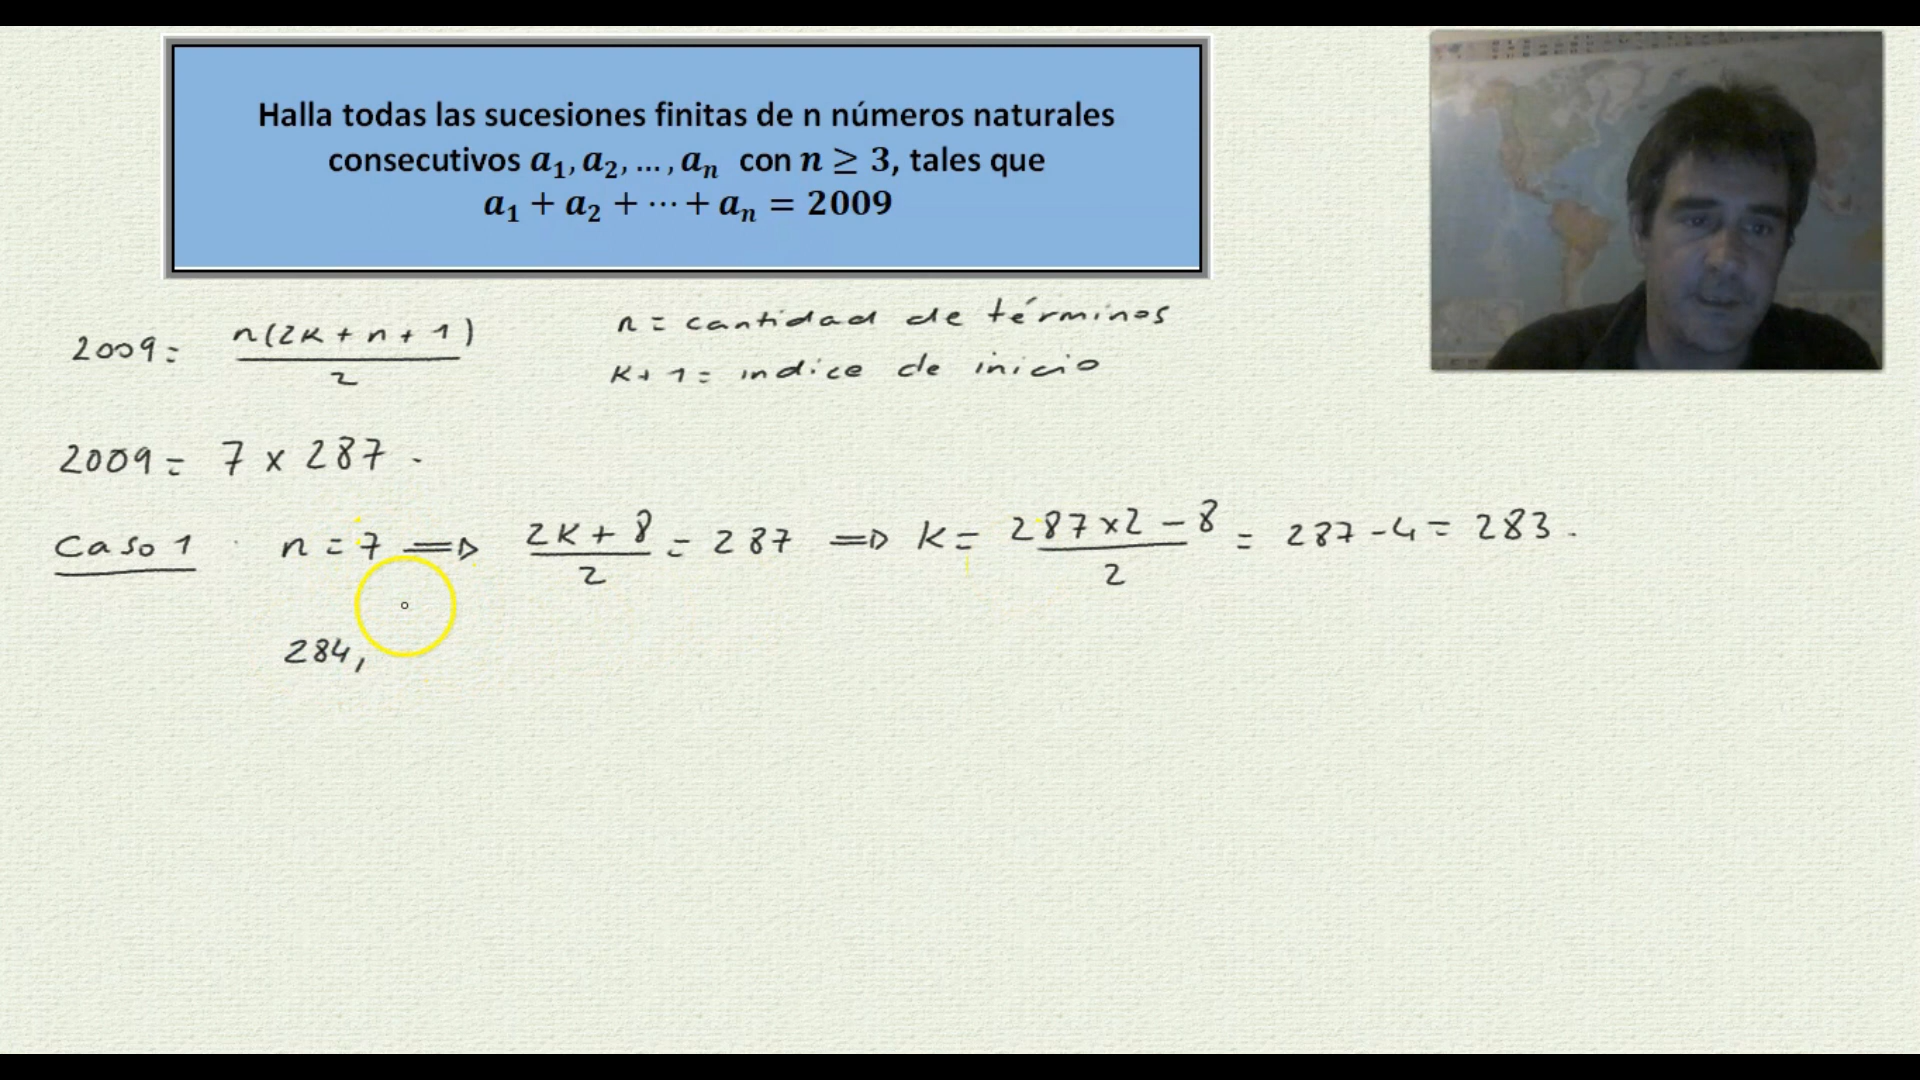 Halla todas las sucesiones finitas de n números naturales
consecutivos a₁, a₂, ... , aₙ con n ≥ 3, tales que
a₁ + a₂ + ⋯ + aₙ = 2009
2009 = n(2k + n + 1) / 2
n = cantidad de términos
k + 1 = indice de inicio
2009 = 7 x 287 .
Caso 1 . n = 7 ⟹ (2k + 8) / 2 = 287 ⟹ k = (287 x 2 - 8) / 2 = 287 - 4 = 283 .
284,